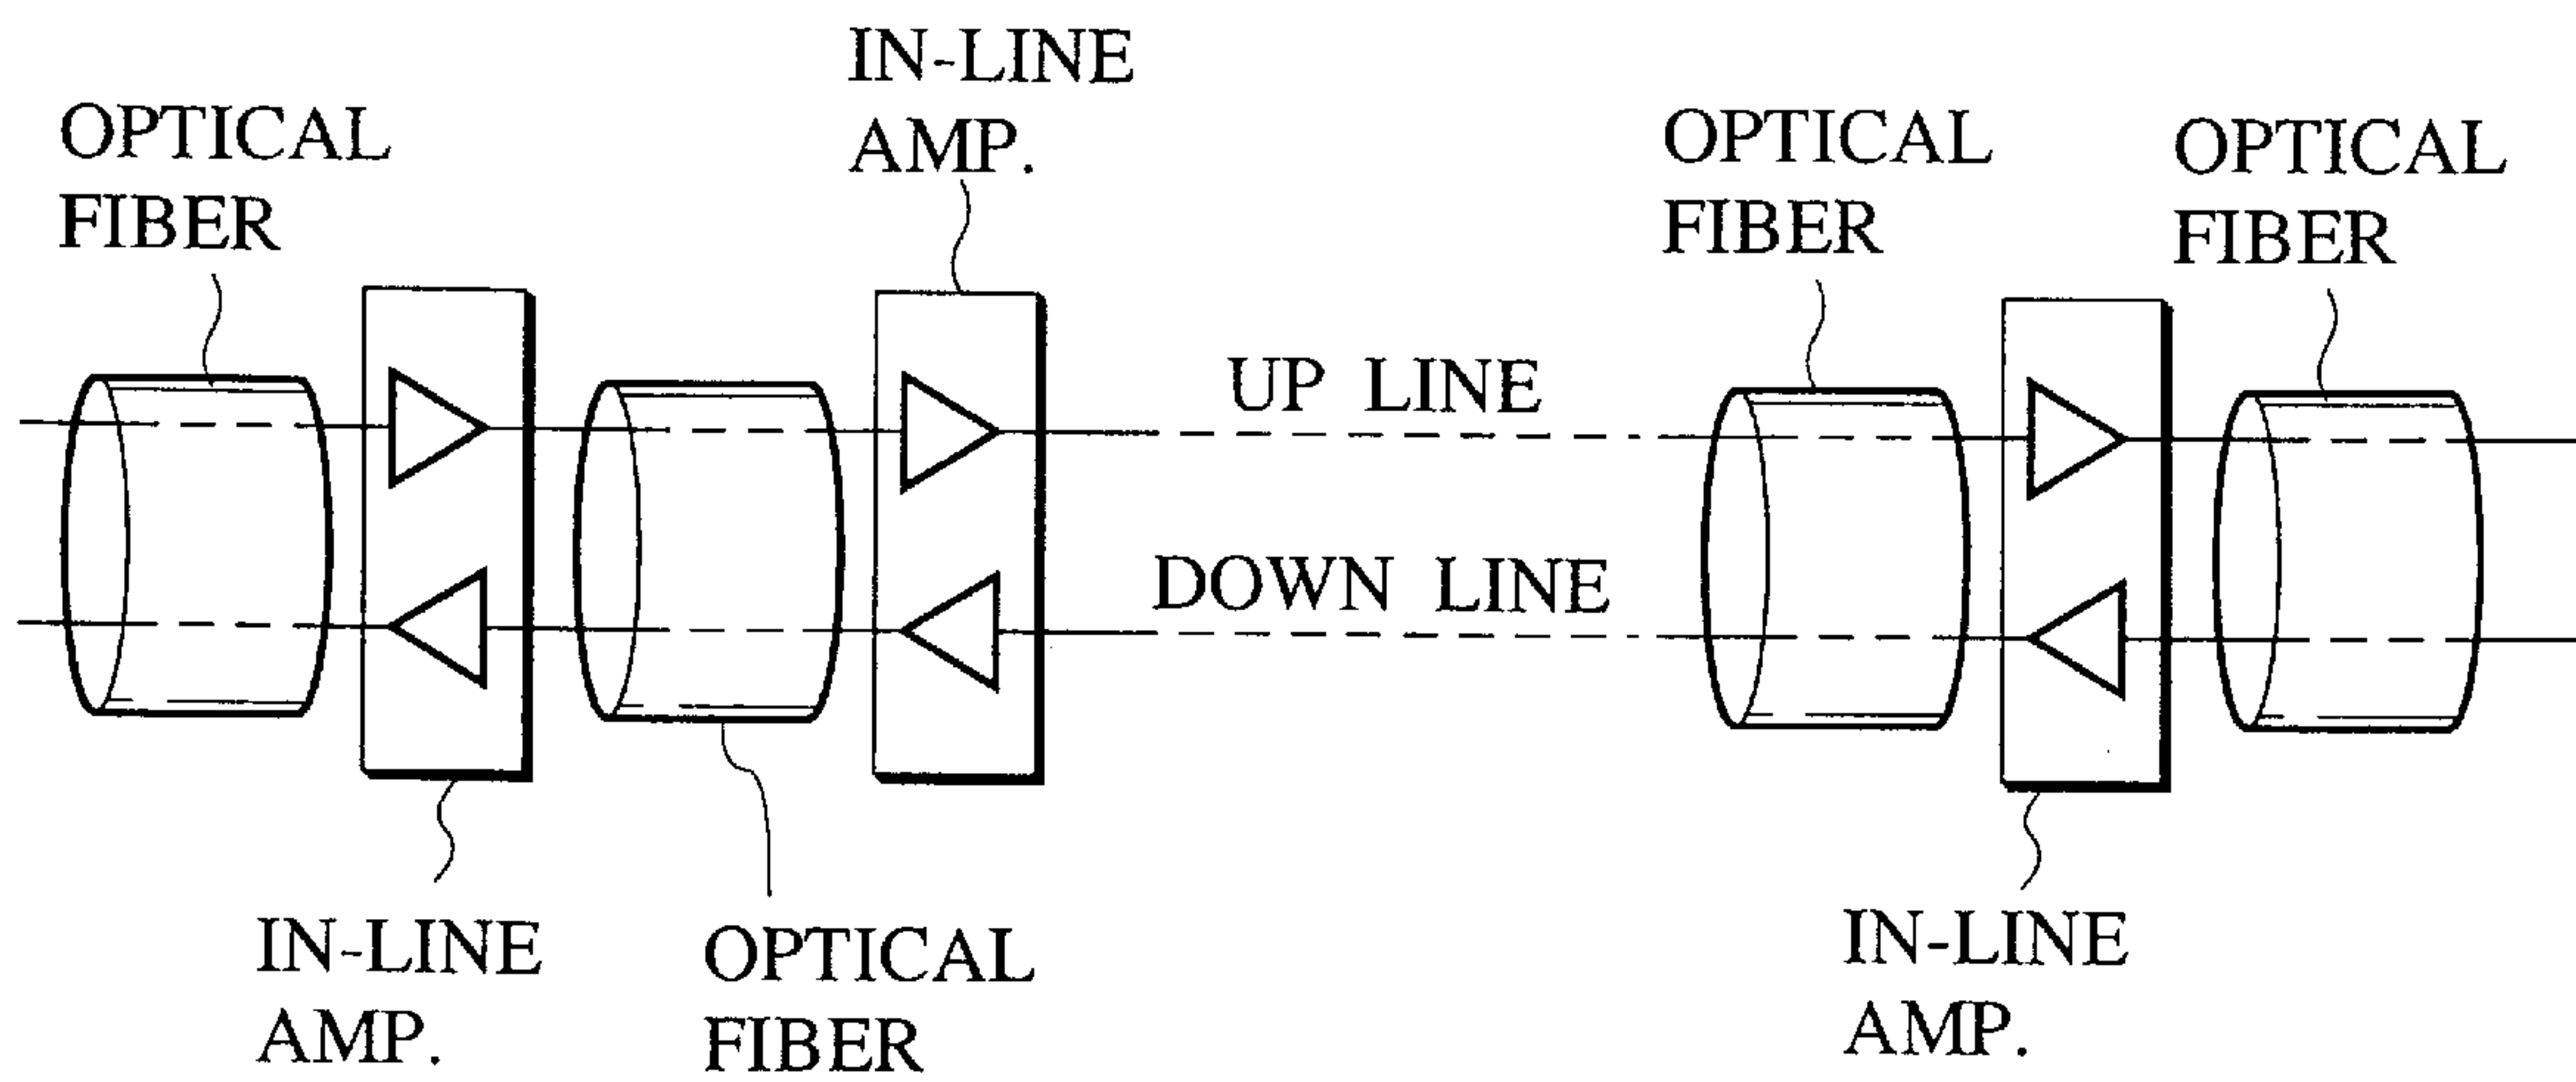 IN-LINE
AMP.
OPTICAL
FIBER
OPTICAL
FIBER
OPTICAL
FIBER
UP LINE
DOWN LINE
IN-LINE
AMP.
OPTICAL
FIBER
IN-LINE
AMP.